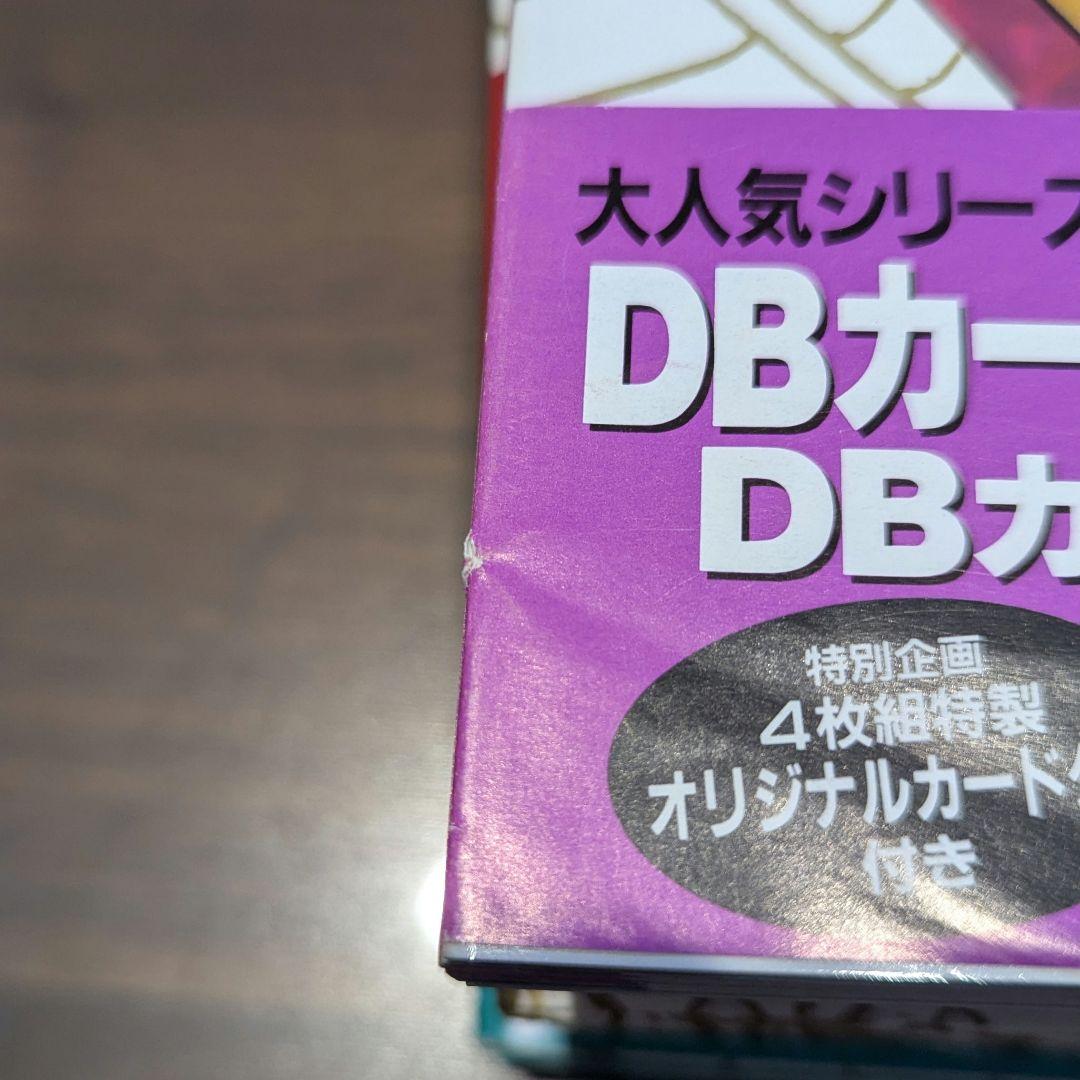 大人気シリーズ
DBカー
DBカ
特別企画
4枚組特製
オリジナルカード
付き